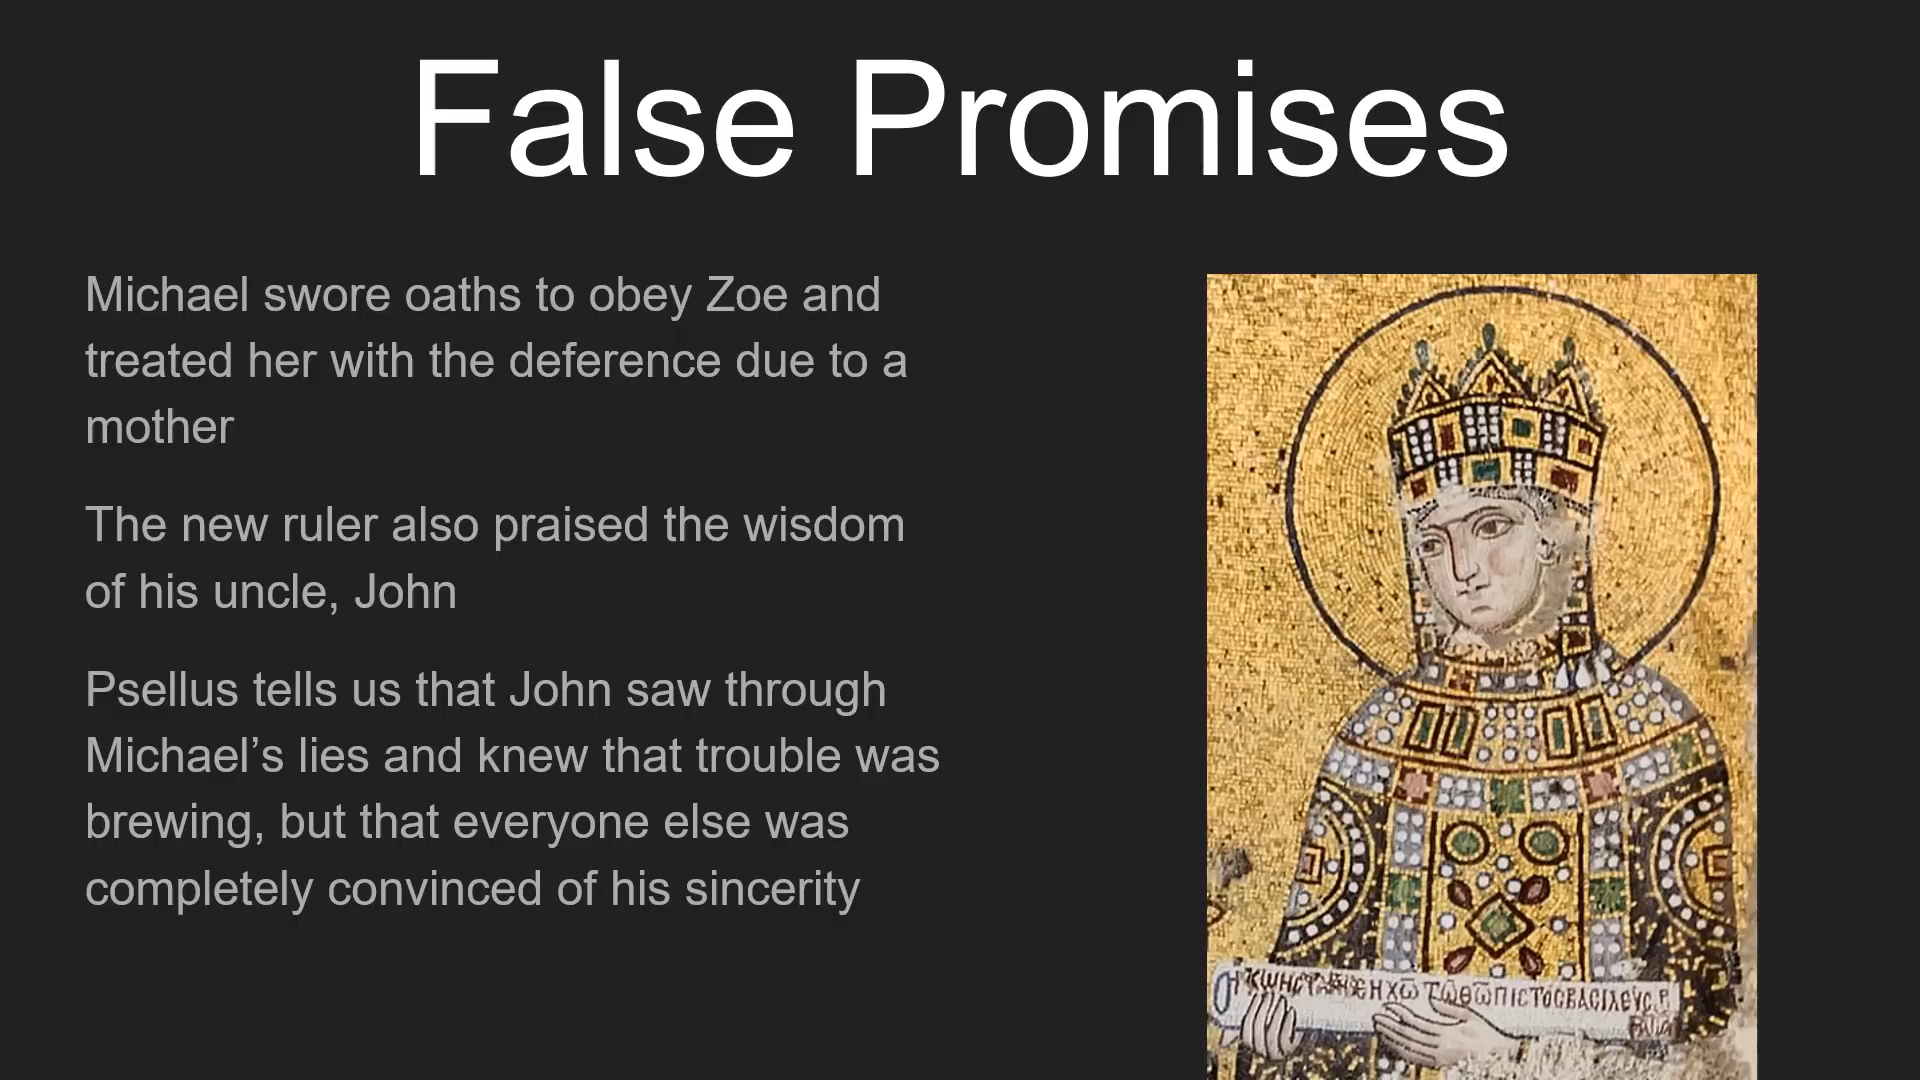 False Promises
Michael swore oaths to obey Zoe and
treated her with the deference due to a
mother
The new ruler also praised the wisdom
of his uncle, John
Psellus tells us that John saw through
Michael’s lies and knew that trouble was
brewing, but that everyone else was
completely convinced of his sincerity
ΠΙCΤΟCΒΑCΙΛΕΥC